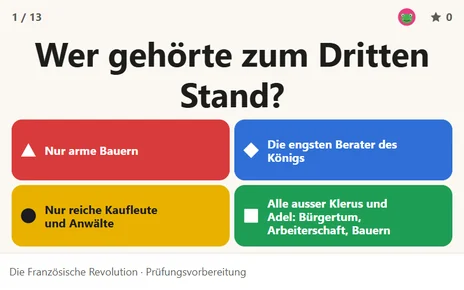 1 / 13
0
Wer gehörte zum Dritten
Stand?
Nur arme Bauern
Die engsten Berater des
Königs
Nur reiche Kaufleute
und Anwälte
Alle ausser Klerus und
Adel: Bürgertum,
Arbeiterschaft, Bauern
Die Französische Revolution · Prüfungsvorbereitung